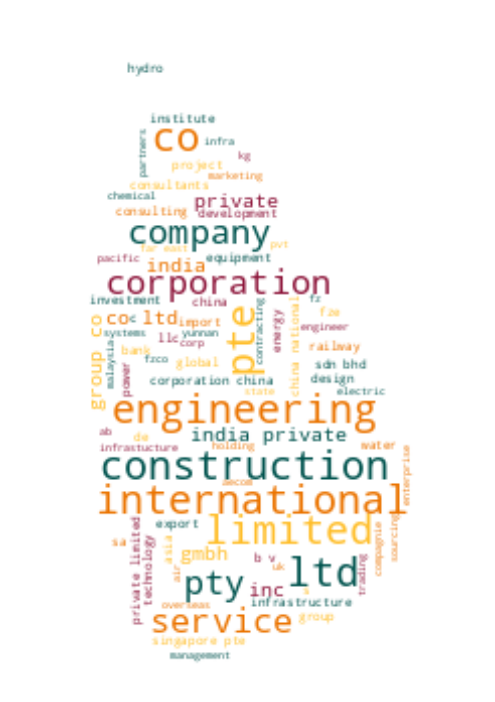 hydro
institute
partners
co
infra
kg
project
marketing
consultants
chemical
private
consulting
development
company
far east
pvt
pacific
india
equipment
corporation
investment
china
pte
contracting
china national
fz
group co
co ltd
c
import
energy
fze
engineer
systems
yunnan
malaysia
llc
corp
railway
bank
fzco
global
sdn bhd
power
corporation china
design
state
electric
engineering
ab
de
india private
infrastucture
holding
water
construction
enterprise
aecom
international
private limited
technology
export
limited
sourcing
compagnie
sa
asia
gmbh
b v
uk
ltd
trading
air
pty
inc
s
overseas
infrastructure
service
group
singapore pte
management